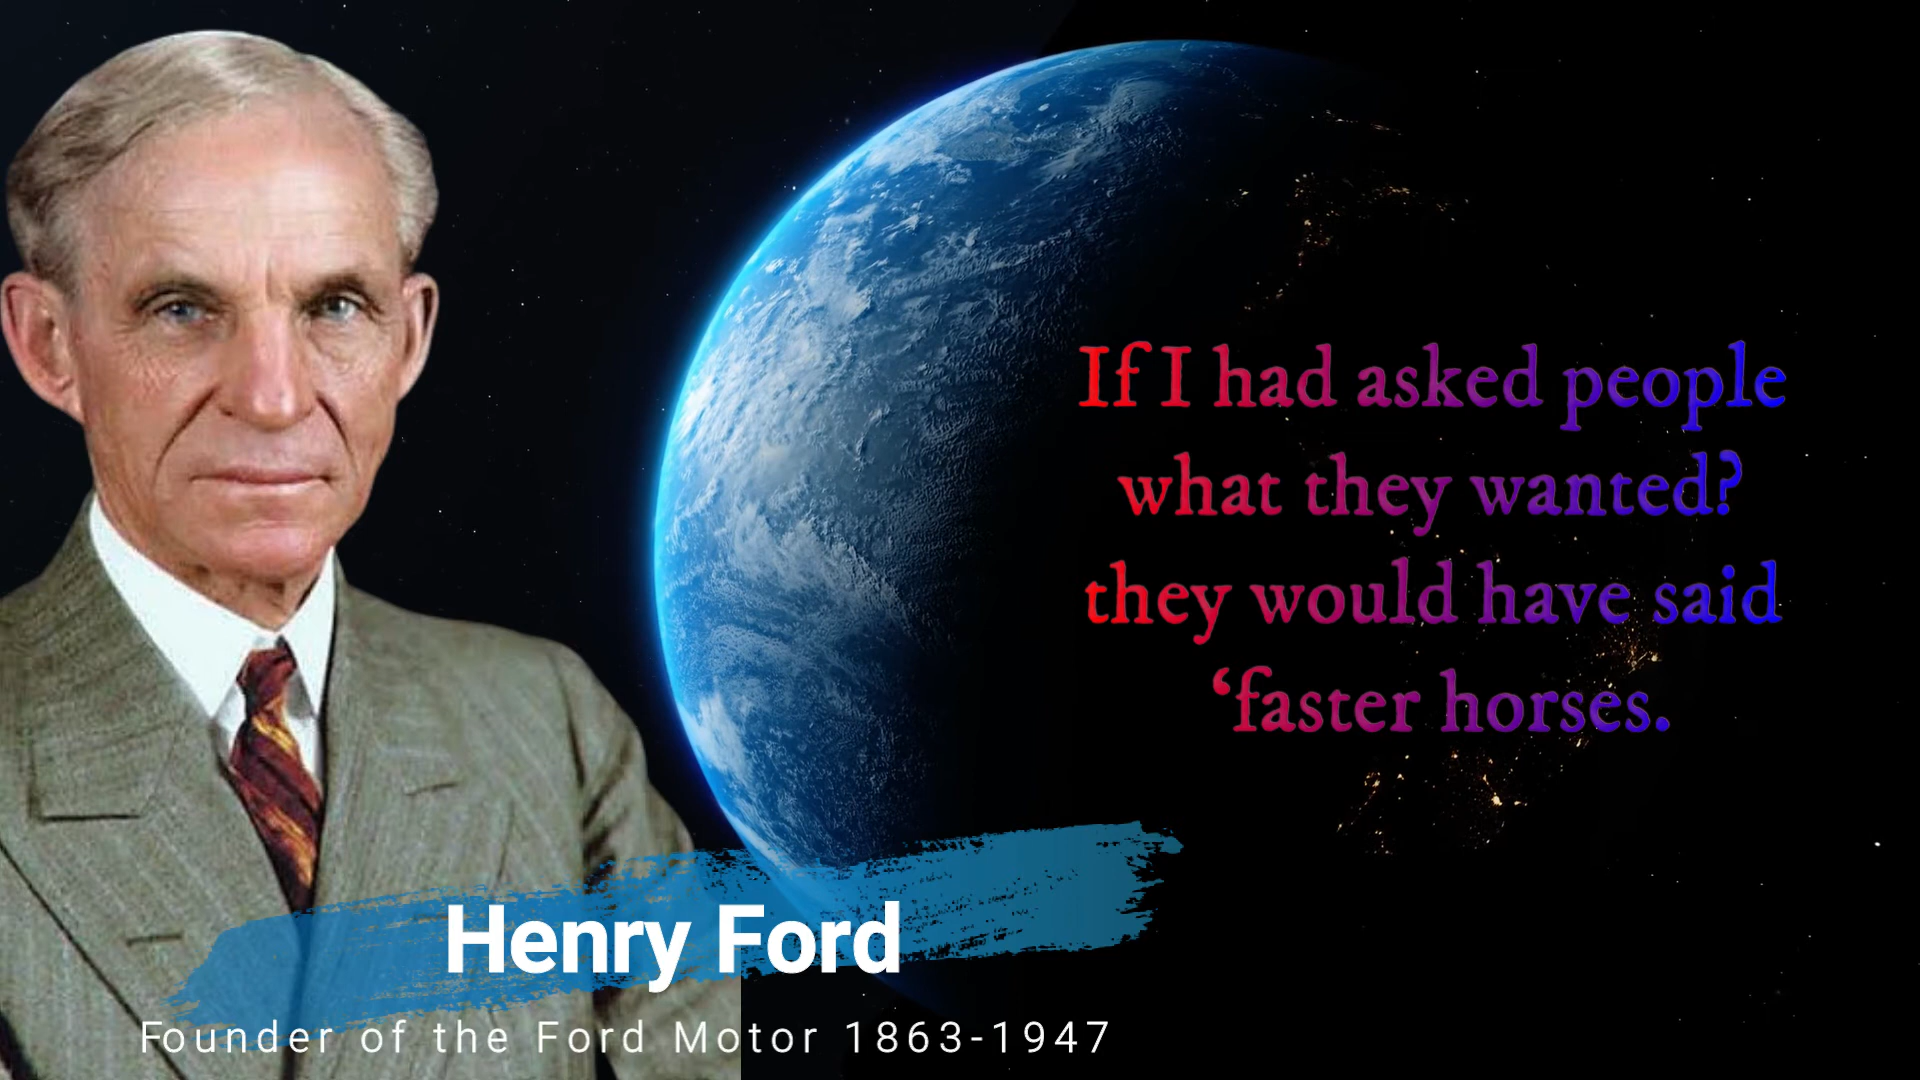 If I had asked people
what they wanted?
they would have said
‘faster horses.
Henry Ford
Founder of the Ford Motor 1863-1947